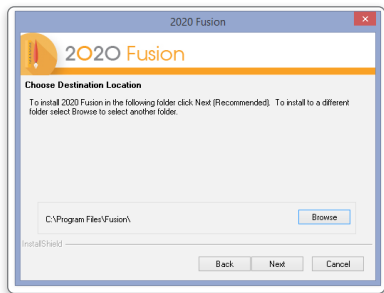 2020 Fusion
2020 Fusion
Choose Destination Location
To install 2020 Fusion in the following folder click Next (Recommended). To install to a different
folder select Browse to select another folder.
C:\Program Files\Fusion\
Browse
InstallShield
Back Next Cancel